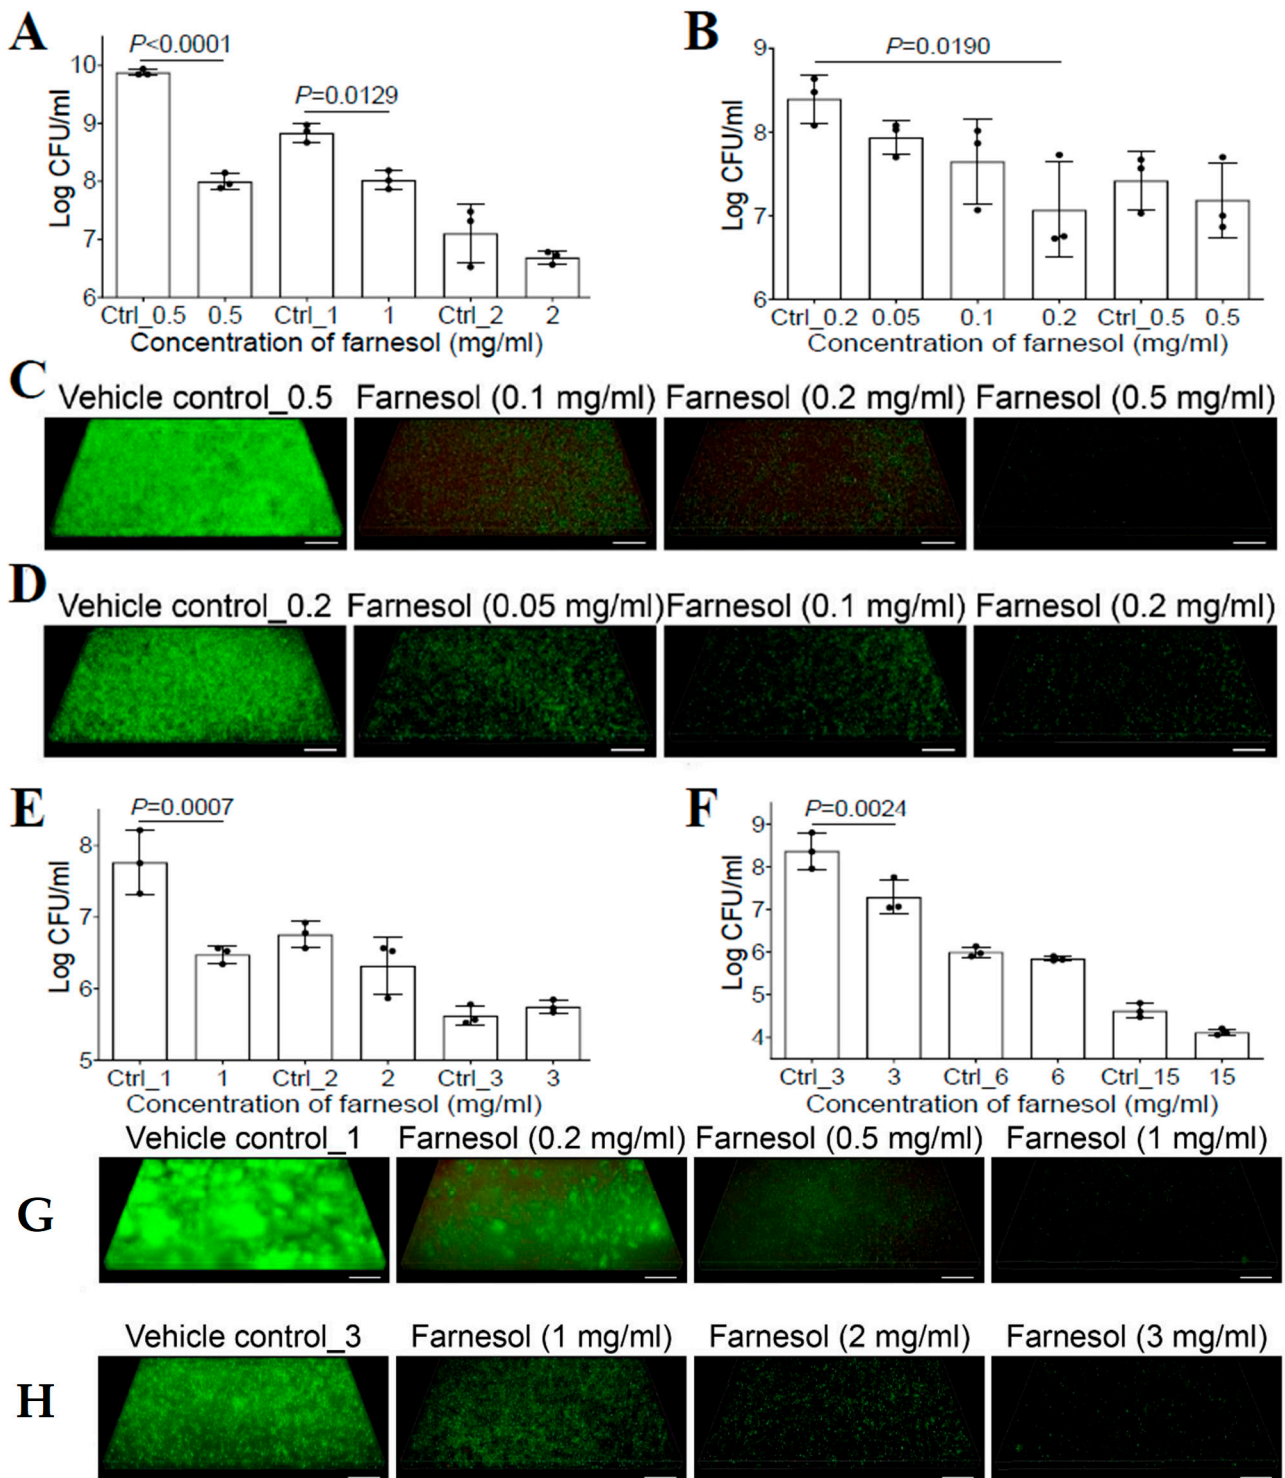 A
P<0.0001
P=0.0129
Log CFU/ml
10
9
8
7
6
Ctrl_0.5 0.5 Ctrl_1 1 Ctrl_2 2
Concentration of farnesol (mg/ml)
B
P=0.0190
Log CFU/ml
9
8
7
6
Ctrl_0.2 0.05 0.1 0.2 Ctrl_0.5 0.5
Concentration of farnesol (mg/ml)
C
Vehicle control_0.5 Farnesol (0.1 mg/ml) Farnesol (0.2 mg/ml) Farnesol (0.5 mg/ml)
D
Vehicle control_0.2 Farnesol (0.05 mg/ml) Farnesol (0.1 mg/ml) Farnesol (0.2 mg/ml)
E
P=0.0007
Log CFU/ml
8
7
6
5
Ctrl_1 1 Ctrl_2 2 Ctrl_3 3
Concentration of farnesol (mg/ml)
F
P=0.0024
Log CFU/ml
9
8
7
6
5
4
Ctrl_3 3 Ctrl_6 6 Ctrl_15 15
Concentration of farnesol (mg/ml)
Vehicle control_1 Farnesol (0.2 mg/ml) Farnesol (0.5 mg/ml) Farnesol (1 mg/ml)
G
Vehicle control_3 Farnesol (1 mg/ml) Farnesol (2 mg/ml) Farnesol (3 mg/ml)
H